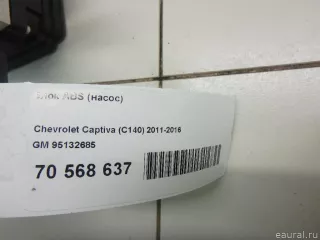 Блок ABS (насос)
Chevrolet Captiva (C140) 2011-2016
GM 95132685
70 568 637
eaural.ru